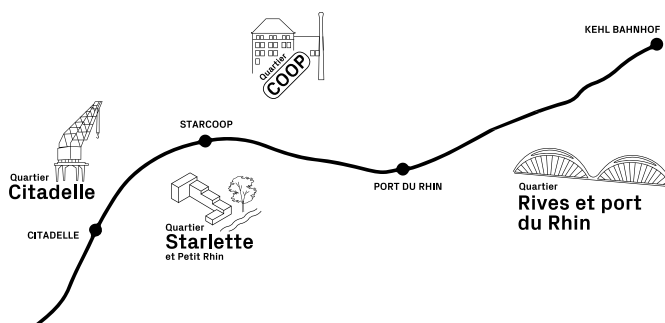 KEHL BAHNHOF
Quartier
COOP
STARCOOP
Quartier
Citadelle
PORT DU RHIN
Quartier
Rives et port
du Rhin
CITADELLE
Quartier
Starlette
et Petit Rhin